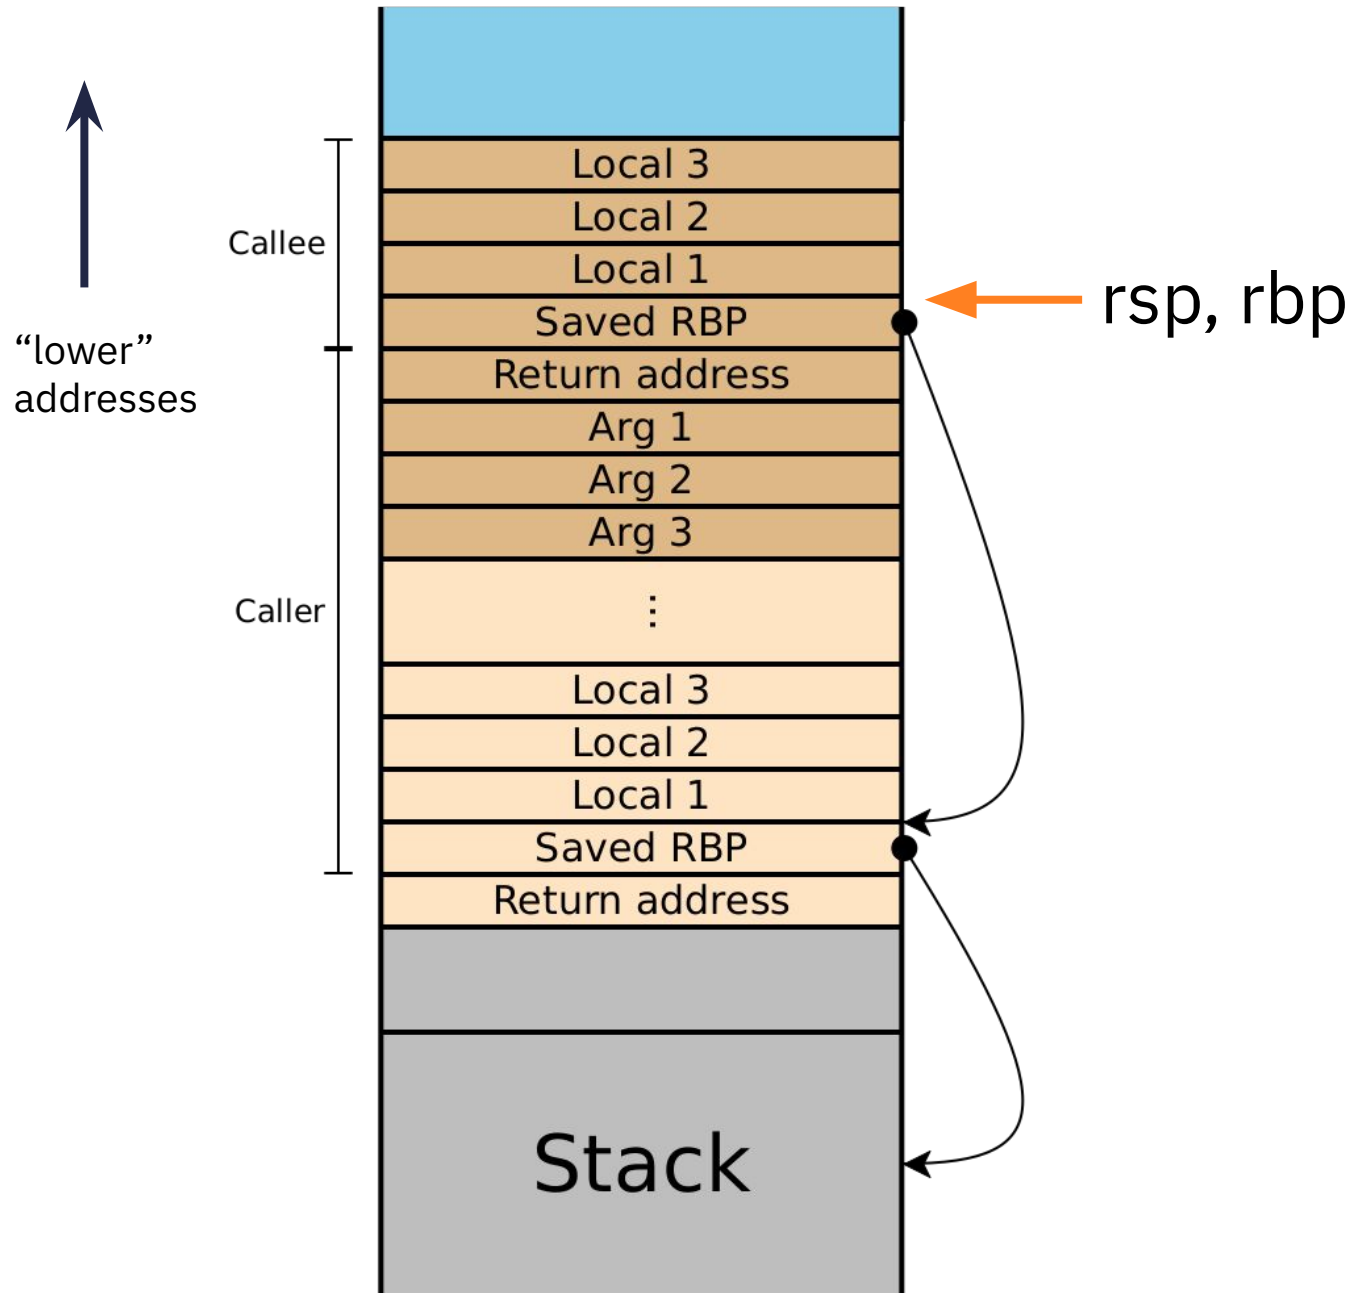 Local 3
Local 2
Callee
Local 1
rsp, rbp
Saved RBP
“lower”
addresses
Return address
Arg 1
Arg 2
Arg 3
Caller
⋮
Local 3
Local 2
Local 1
Saved RBP
Return address
Stack